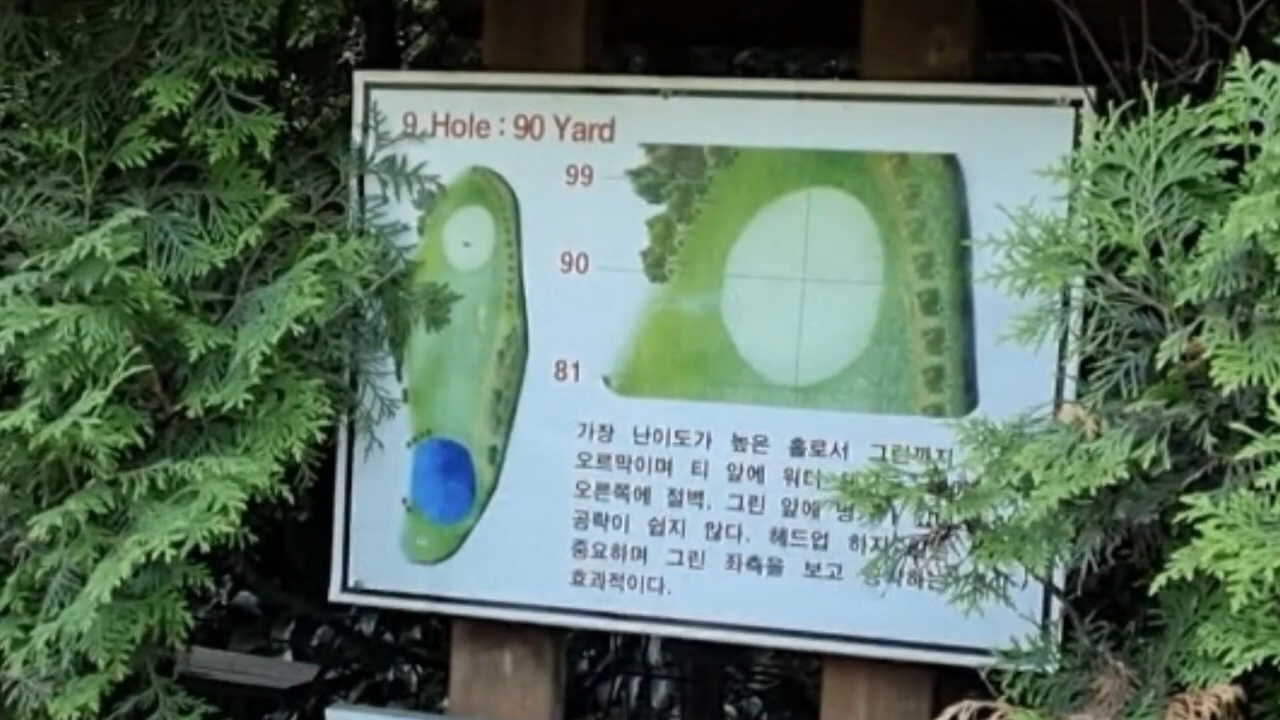 9 Hole : 90 Yard
99
90
81
가장 난이도가 높은 홀로서 그린까지
오르막이며 티 앞에 워터
오른쪽에 절벽, 그린 앞에
공략이 쉽지 않다. 헤드업 하지
중요하며 그린 좌측을 보고
효과적이다.